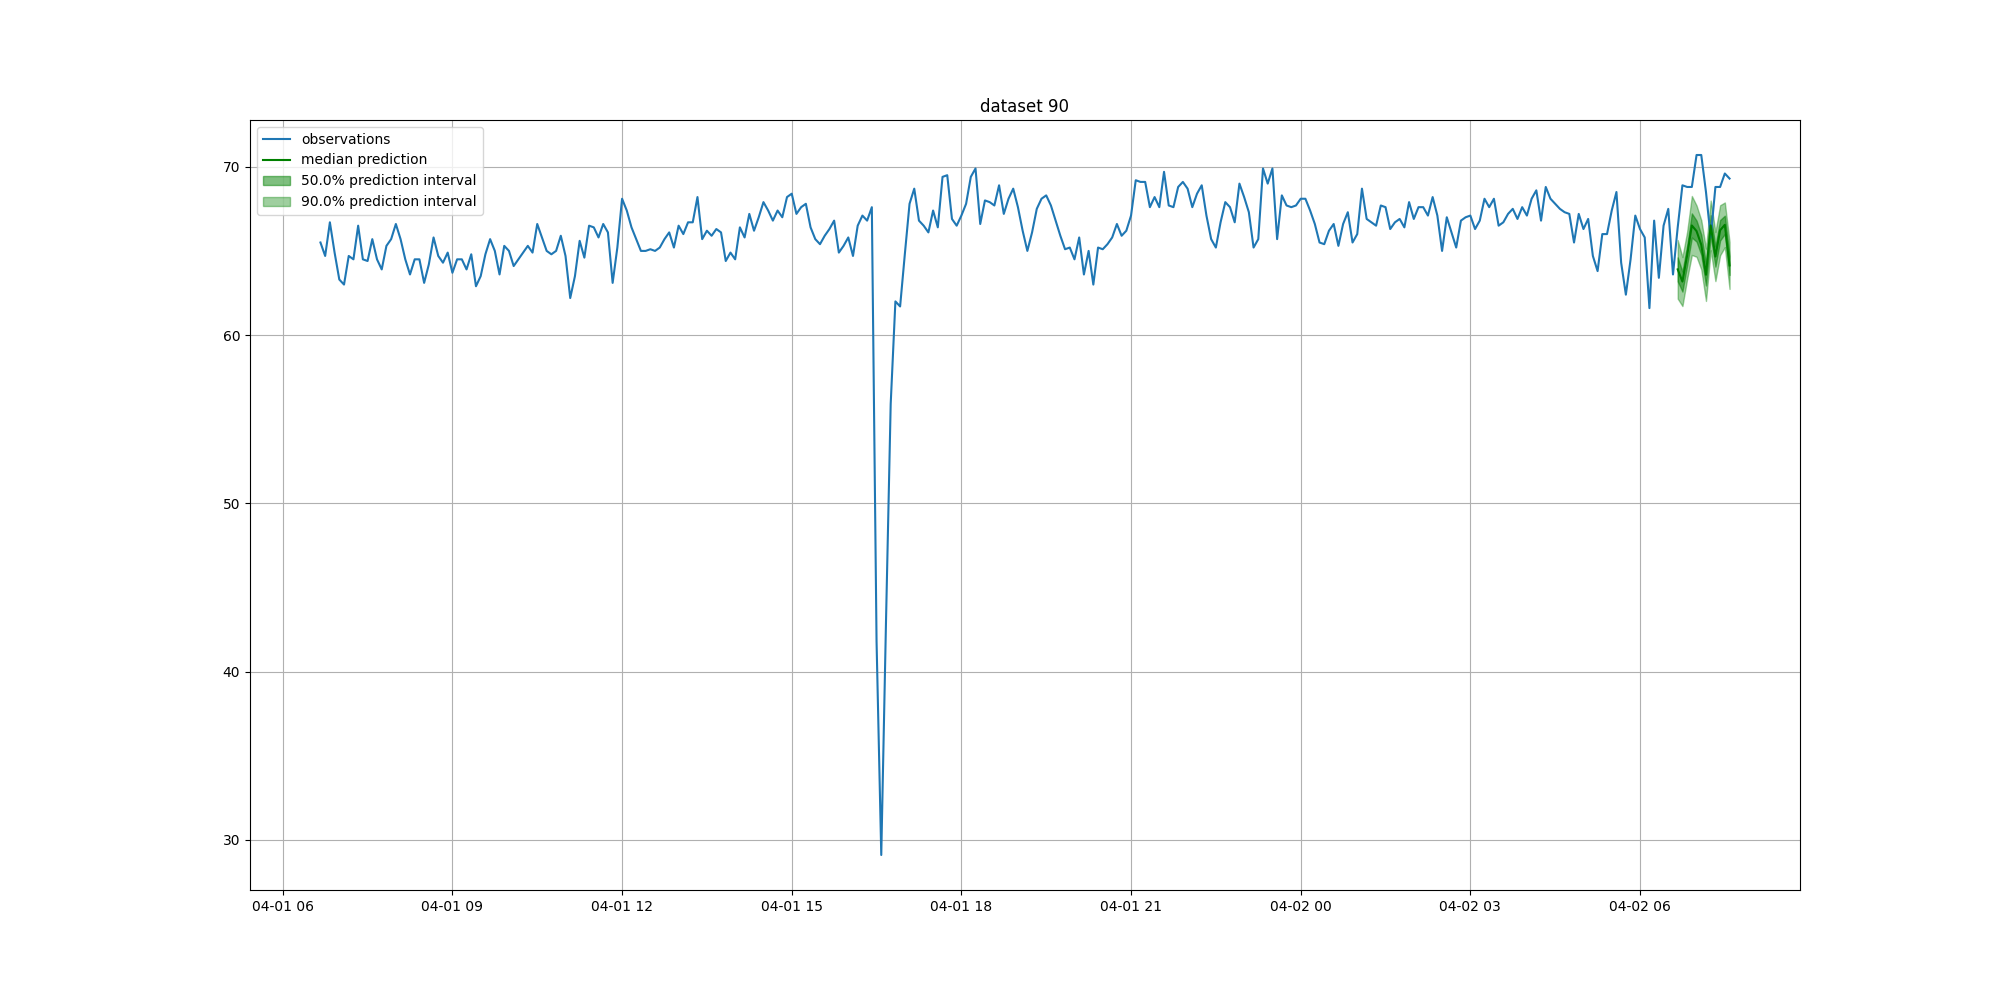 dataset 90
observations
median prediction
50.0% prediction interval
90.0% prediction interval
70
60
50
40
30
04-01 06 04-01 09 04-01 12 04-01 15 04-01 18 04-01 21 04-02 00 04-02 03 04-02 06